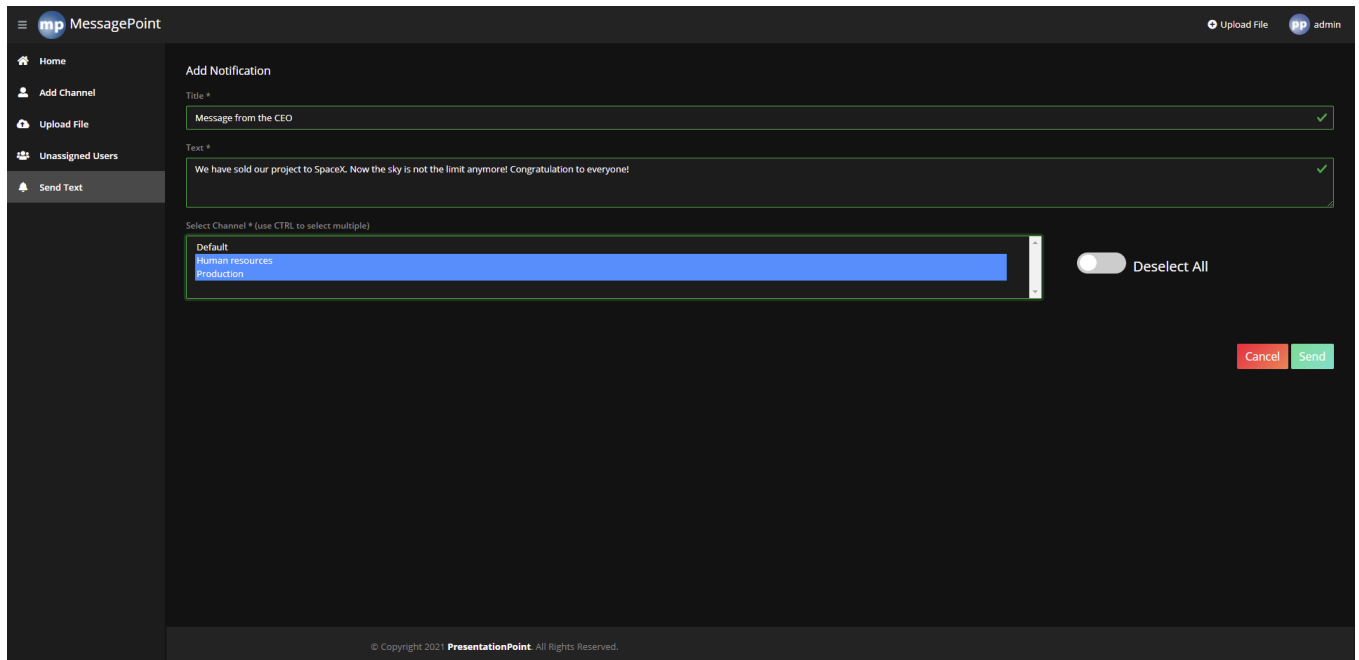 mp MessagePoint
Upload File
pp admin
Home
Add Channel
Upload File
Unassigned Users
Send Text
Add Notification
Title *
Message from the CEO
Text *
We have sold our project to SpaceX. Now the sky is not the limit anymore! Congratulation to everyone!
Select Channel * (use CTRL to select multiple)
Default
Human resources
Production
Deselect All
Cancel
Send
© Copyright 2021 PresentationPoint. All Rights Reserved.